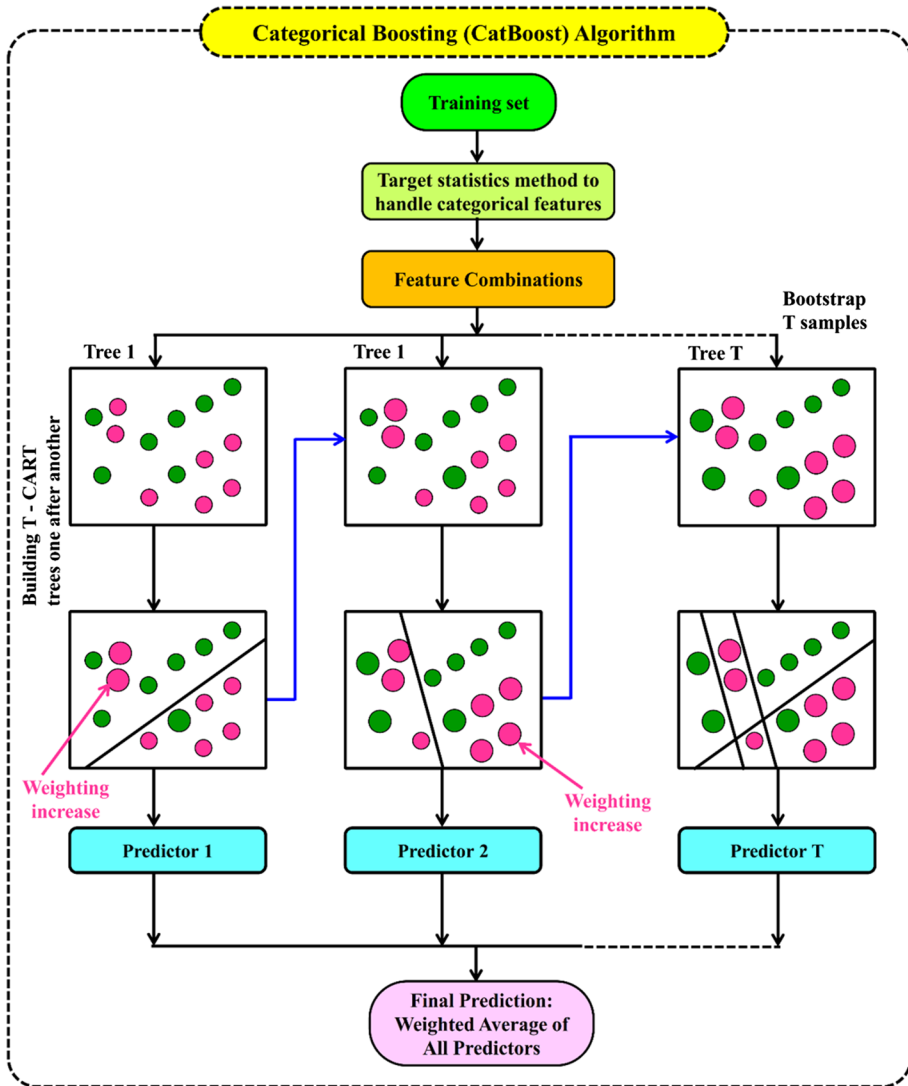 Categorical Boosting (CatBoost) Algorithm
Training set
Target statistics method to
handle categorical features
Feature Combinations
Bootstrap
T samples
Tree 1
Tree 1
Tree T
Building T - CART
trees one after another
Weighting
increase
Weighting
increase
Predictor 1
Predictor 2
Predictor T
Final Prediction:
Weighted Average of
All Predictors